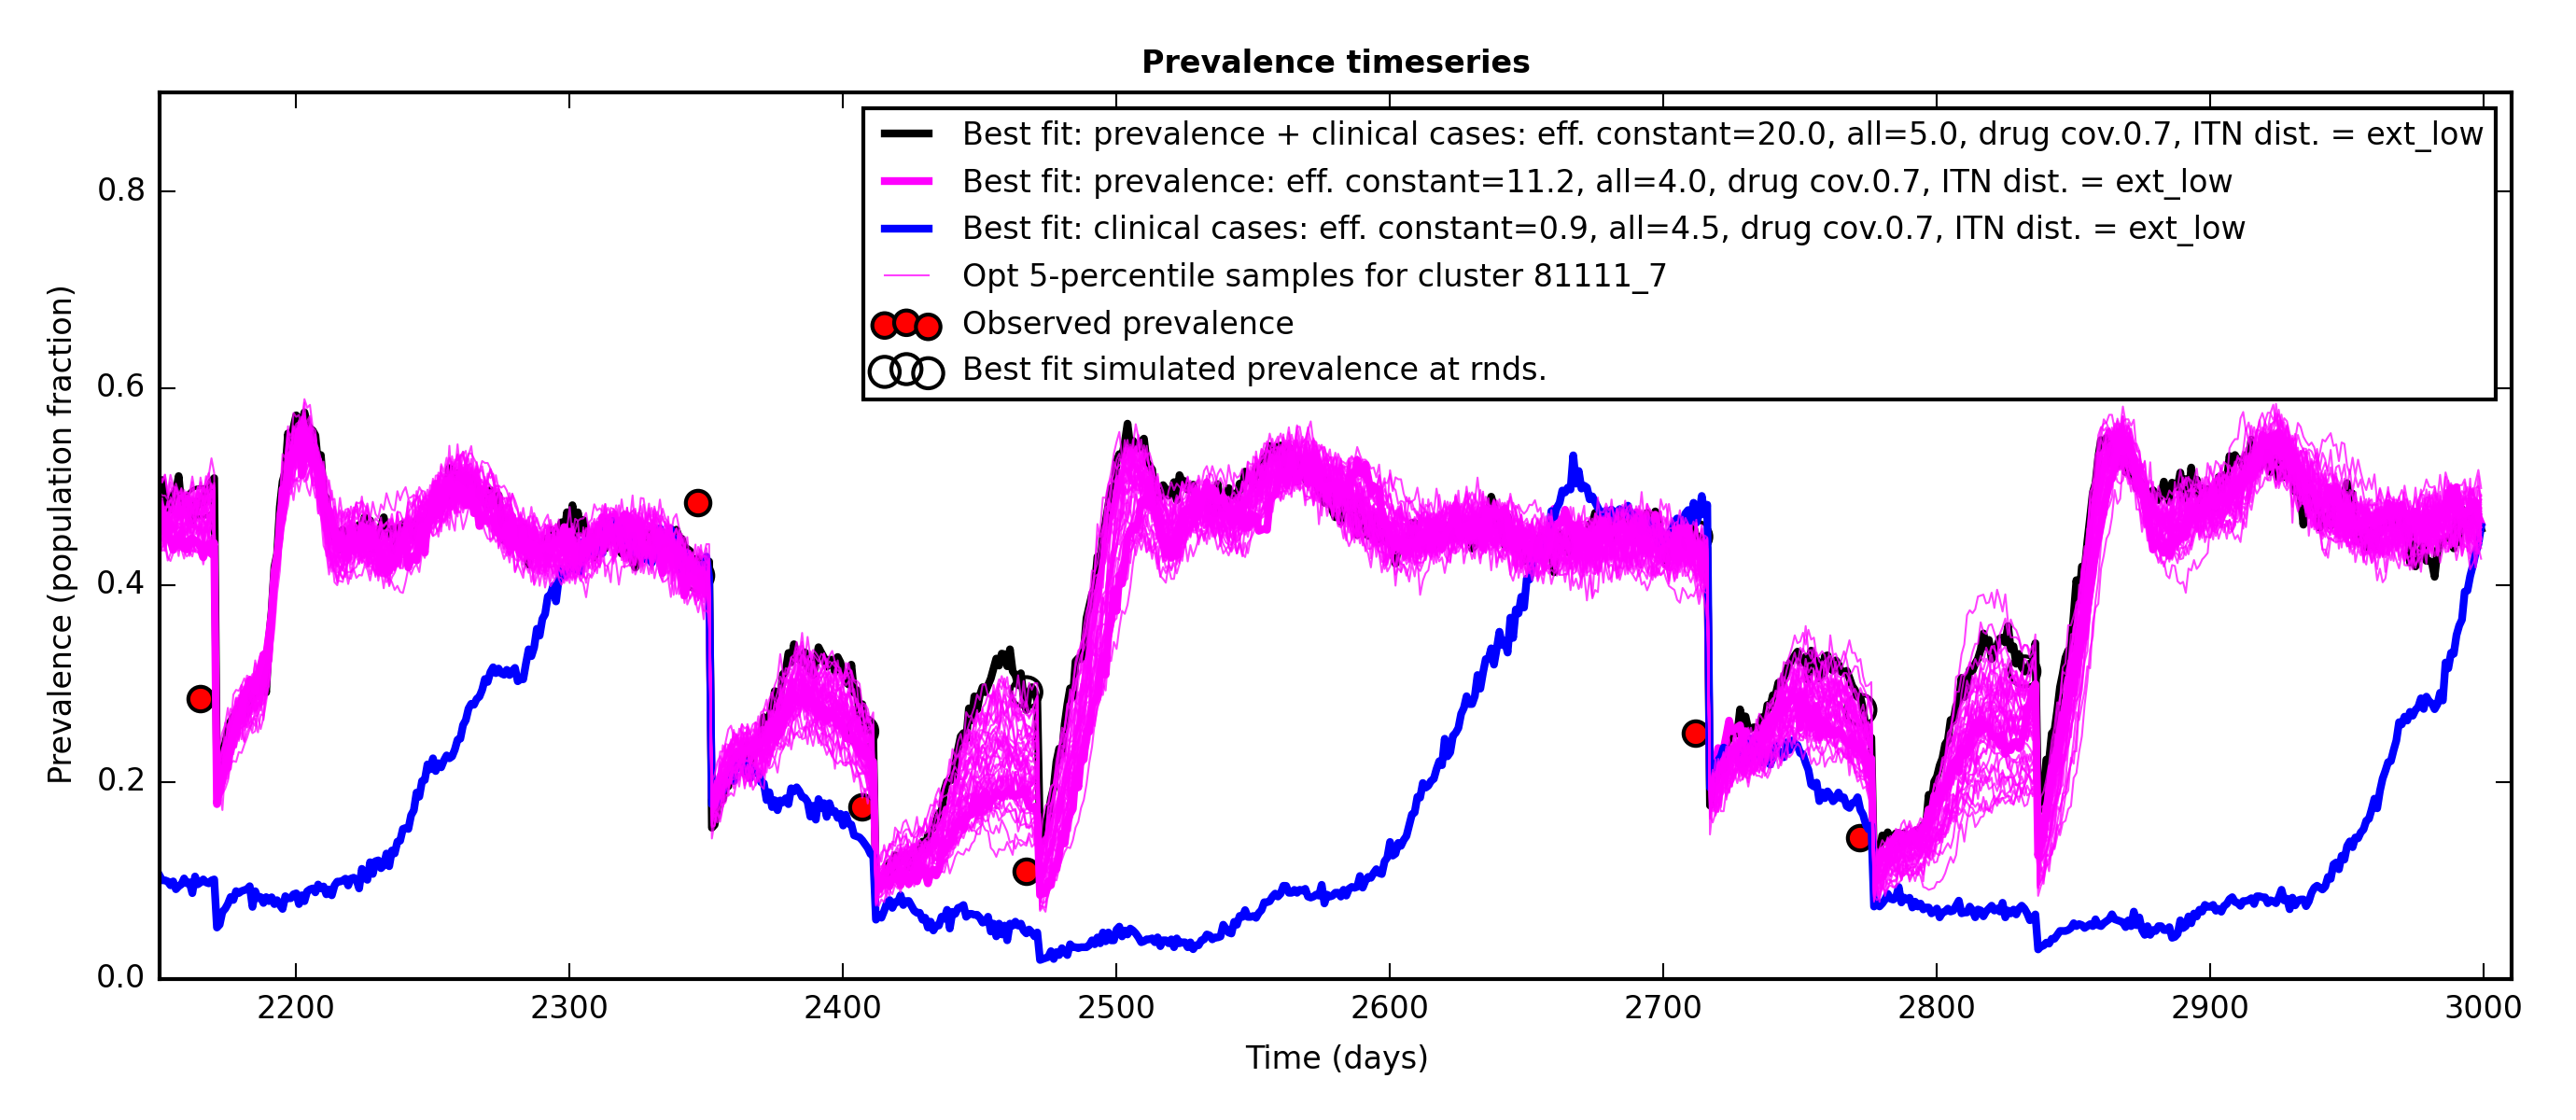 Prevalence timeseries
Best fit: prevalence + clinical cases: eff. constant=20.0, all=5.0, drug cov.0.7, ITN dist. = ext_low
Best fit: prevalence: eff. constant=11.2, all=4.0, drug cov.0.7, ITN dist. = ext_low
Best fit: clinical cases: eff. constant=0.9, all=4.5, drug cov.0.7, ITN dist. = ext_low
Opt 5-percentile samples for cluster 81111_7
Observed prevalence
Best fit simulated prevalence at rnds.
Prevalence (population fraction)
0.8
0.6
0.4
0.2
0.0
2200 2300 2400 2500 2600 2700 2800 2900 3000
Time (days)